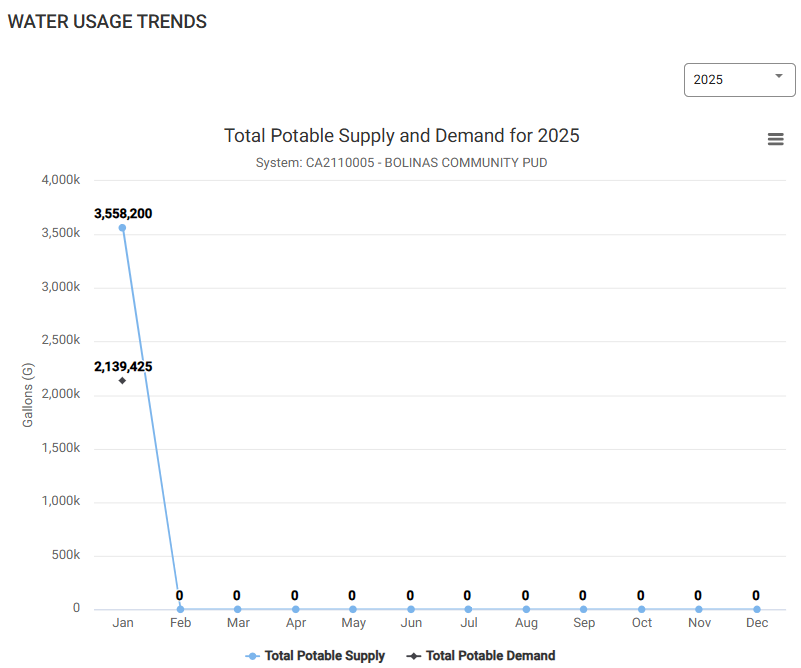 WATER USAGE TRENDS
2025
Total Potable Supply and Demand for 2025
System: CA2110005 - BOLINAS COMMUNITY PUD
Gallons (G)
4,000k
3,500k
3,000k
2,500k
2,000k
1,500k
1,000k
500k
0
3,558,200
2,139,425
0 0 0 0 0 0 0 0 0 0 0
Jan Feb Mar Apr May Jun Jul Aug Sep Oct Nov Dec
Total Potable Supply Total Potable Demand